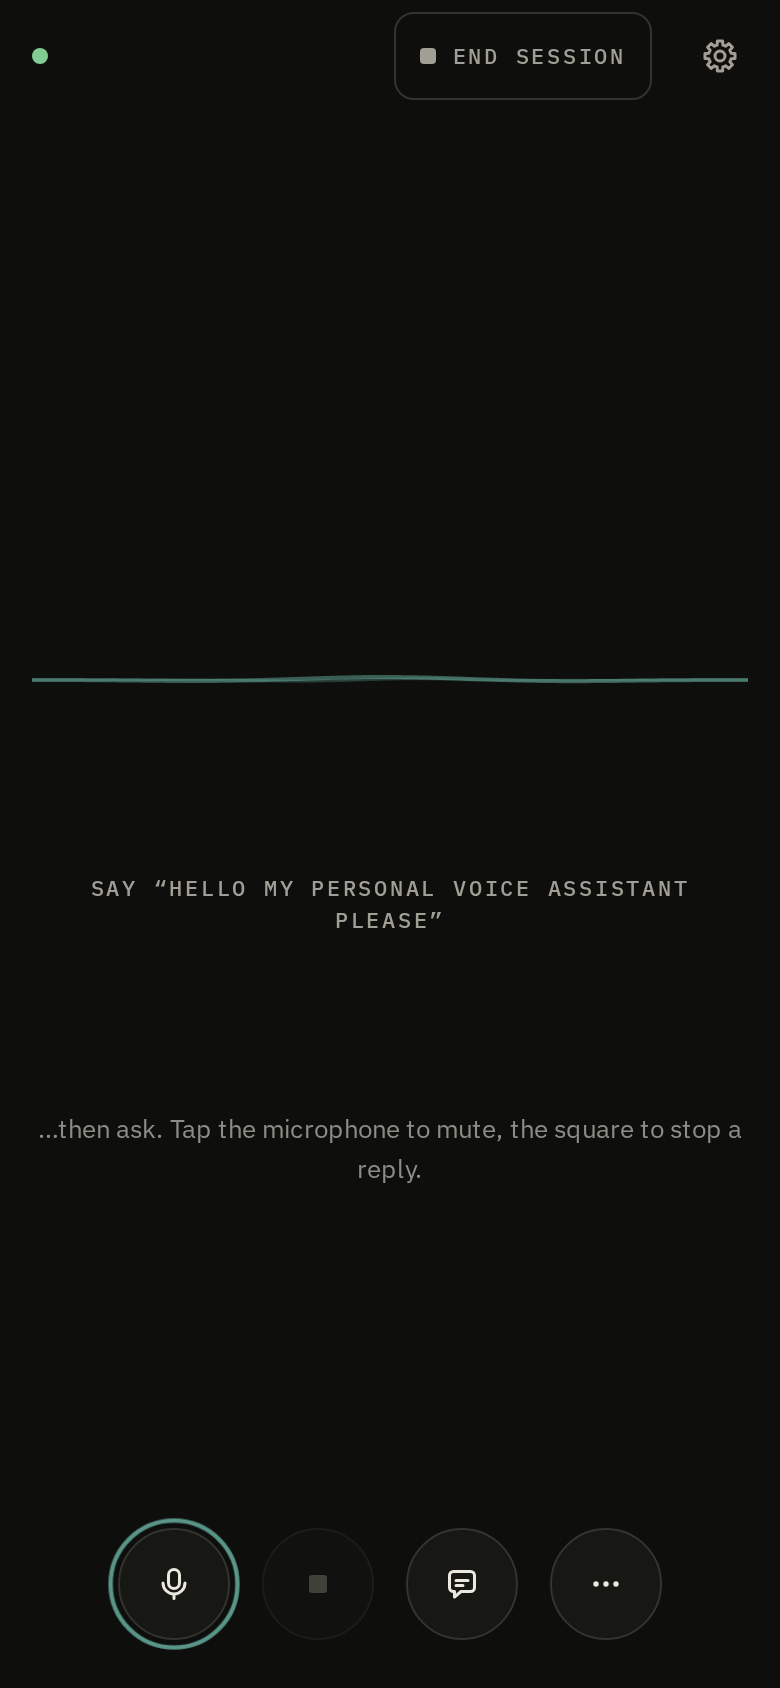 END SESSION
SAY “HELLO MY PERSONAL VOICE ASSISTANT
PLEASE”
…then ask. Tap the microphone to mute, the square to stop a
reply.